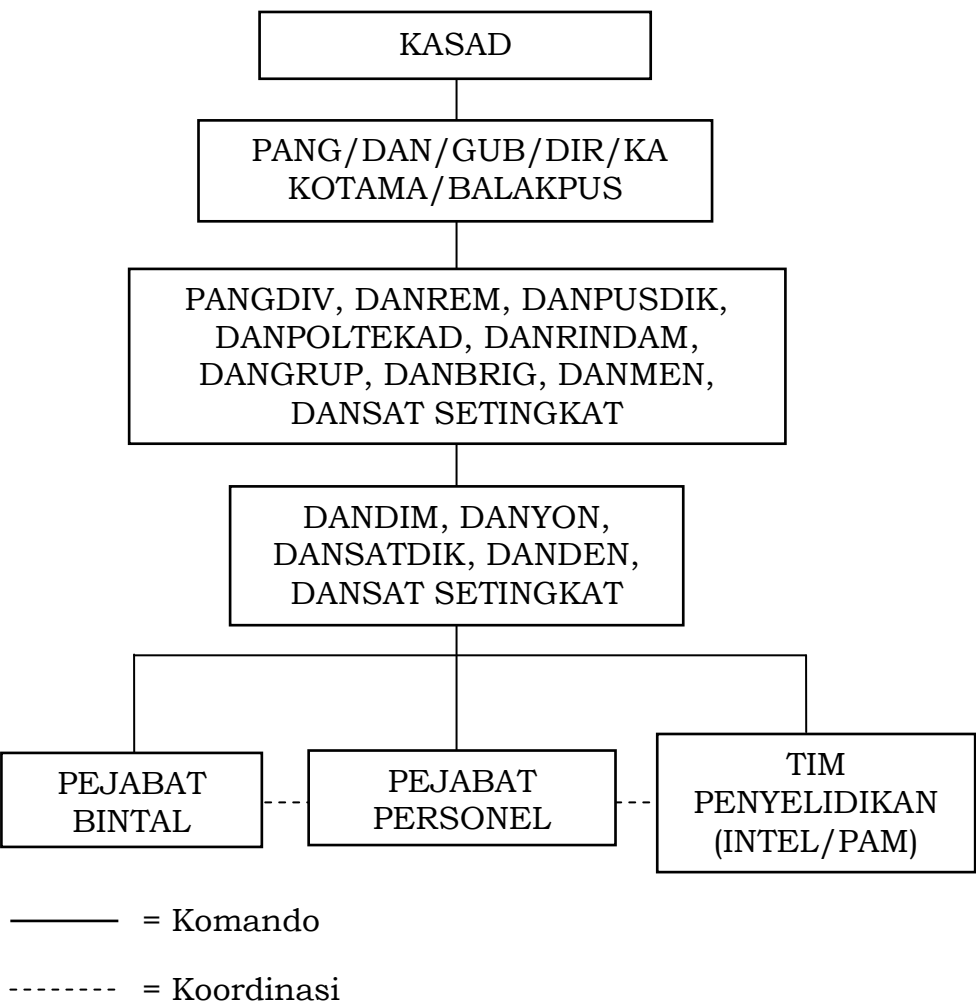 KASAD
PANG/DAN/GUB/DIR/KA
KOTAMA/BALAKPUS
PANGDIV, DANREM, DANPUSDIK,
DANPOLTEKAD, DANRINDAM,
DANGRUP, DANBRIG, DANMEN,
DANSAT SETINGKAT
DANDIM, DANYON,
DANSATDIK, DANDEN,
DANSAT SETINGKAT
PEJABAT
BINTAL
PEJABAT
PERSONEL
TIM
PENYELIDIKAN
(INTEL/PAM)
= Komando
= Koordinasi